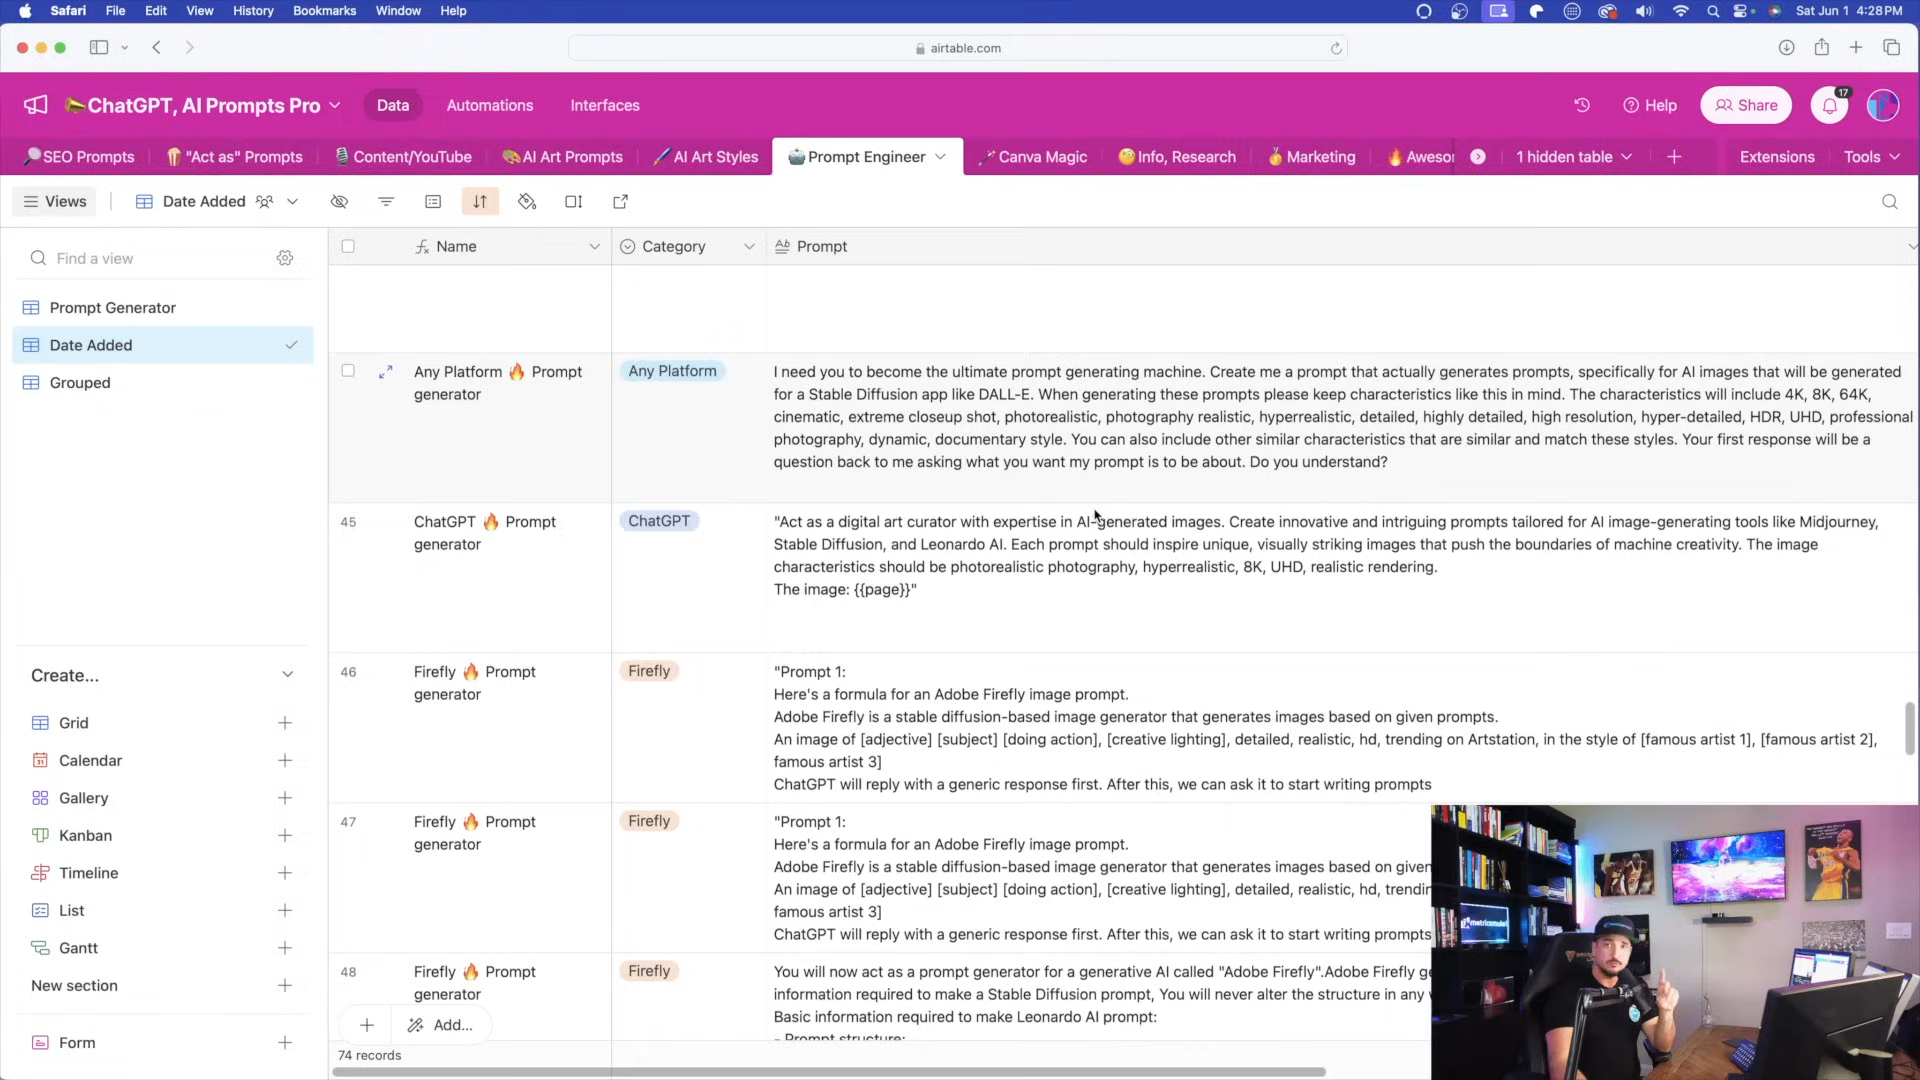 Safari File Edit View History Bookmarks Window Help
Sat Jun 1 4:28 PM
airtable.com
ChatGPT, AI Prompts Pro
Data Automations Interfaces
Help Share 17
SEO Prompts "Act as" Prompts Content/YouTube AI Art Prompts AI Art Styles Prompt Engineer Canva Magic Info, Research Marketing Awesor 1 hidden table Extensions Tools
Views Date Added
Find a view
Prompt Generator
Date Added
Grouped
Create...
Grid
Calendar
Gallery
Kanban
Timeline
List
Gantt
New section
Form
Name Category Prompt
Any Platform 🔥 Prompt
generator
Any Platform
I need you to become the ultimate prompt generating machine. Create me a prompt that actually generates prompts, specifically for AI images that will be generated
for a Stable Diffusion app like DALL-E. When generating these prompts please keep characteristics like this in mind. The characteristics will include 4K, 8K, 64K,
cinematic, extreme closeup shot, photorealistic, photography realistic, hyperrealistic, detailed, highly detailed, high resolution, hyper-detailed, HDR, UHD, professional
photography, dynamic, documentary style. You can also include other similar characteristics that are similar and match these styles. Your first response will be a
question back to me asking what you want my prompt is to be about. Do you understand?
45
ChatGPT 🔥 Prompt
generator
ChatGPT
"Act as a digital art curator with expertise in AI-generated images. Create innovative and intriguing prompts tailored for AI image-generating tools like Midjourney,
Stable Diffusion, and Leonardo AI. Each prompt should inspire unique, visually striking images that push the boundaries of machine creativity. The image
characteristics should be photorealistic photography, hyperrealistic, 8K, UHD, realistic rendering.
The image: {{page}}"
46
Firefly 🔥 Prompt
generator
Firefly
"Prompt 1:
Here's a formula for an Adobe Firefly image prompt.
Adobe Firefly is a stable diffusion-based image generator that generates images based on given prompts.
An image of [adjective] [subject] [doing action], [creative lighting], detailed, realistic, hd, trending on Artstation, in the style of [famous artist 1], [famous artist 2],
famous artist 3]
ChatGPT will reply with a generic response first. After this, we can ask it to start writing prompts
47
Firefly 🔥 Prompt
generator
Firefly
"Prompt 1:
Here's a formula for an Adobe Firefly image prompt.
Adobe Firefly is a stable diffusion-based image generator that generates images based on given
An image of [adjective] [subject] [doing action], [creative lighting], detailed, realistic, hd, trendin
famous artist 3]
ChatGPT will reply with a generic response first. After this, we can ask it to start writing prompts
48
Firefly 🔥 Prompt
generator
Firefly
You will now act as a prompt generator for a generative AI called "Adobe Firefly".Adobe Firefly ge
information required to make a Stable Diffusion prompt, You will never alter the structure in any
Basic information required to make Leonardo AI prompt:
- Prompt structure:
Add...
74 records